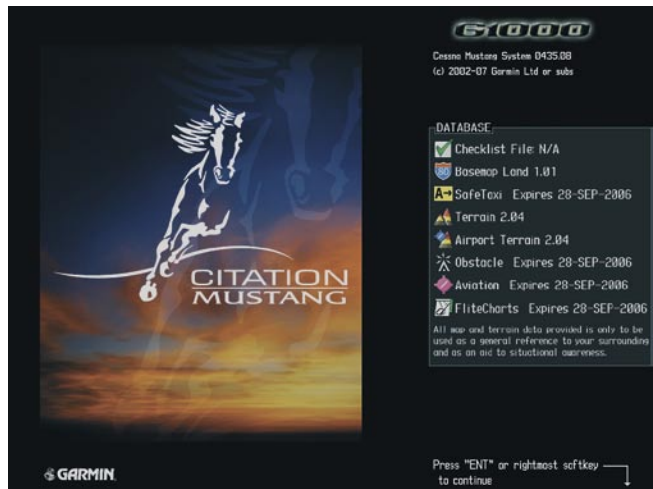 G1000
Cessna Mustang System 0435.08
(c) 2002-07 Garmin Ltd or subs
DATABASE
Checklist File: N/A
80 Basemap Land 1.01
A→ SafeTaxi Expires 28-SEP-2006
Terrain 2.04
Airport Terrain 2.04
Obstacle Expires 28-SEP-2006
Aviation Expires 28-SEP-2006
FliteCharts Expires 28-SEP-2006
All map and terrain data provided is only to be
used as a general reference to your surrounding
and as an aid to situational awareness.
CITATION
MUSTANG
GARMIN
Press "ENT" or rightmost softkey
to continue